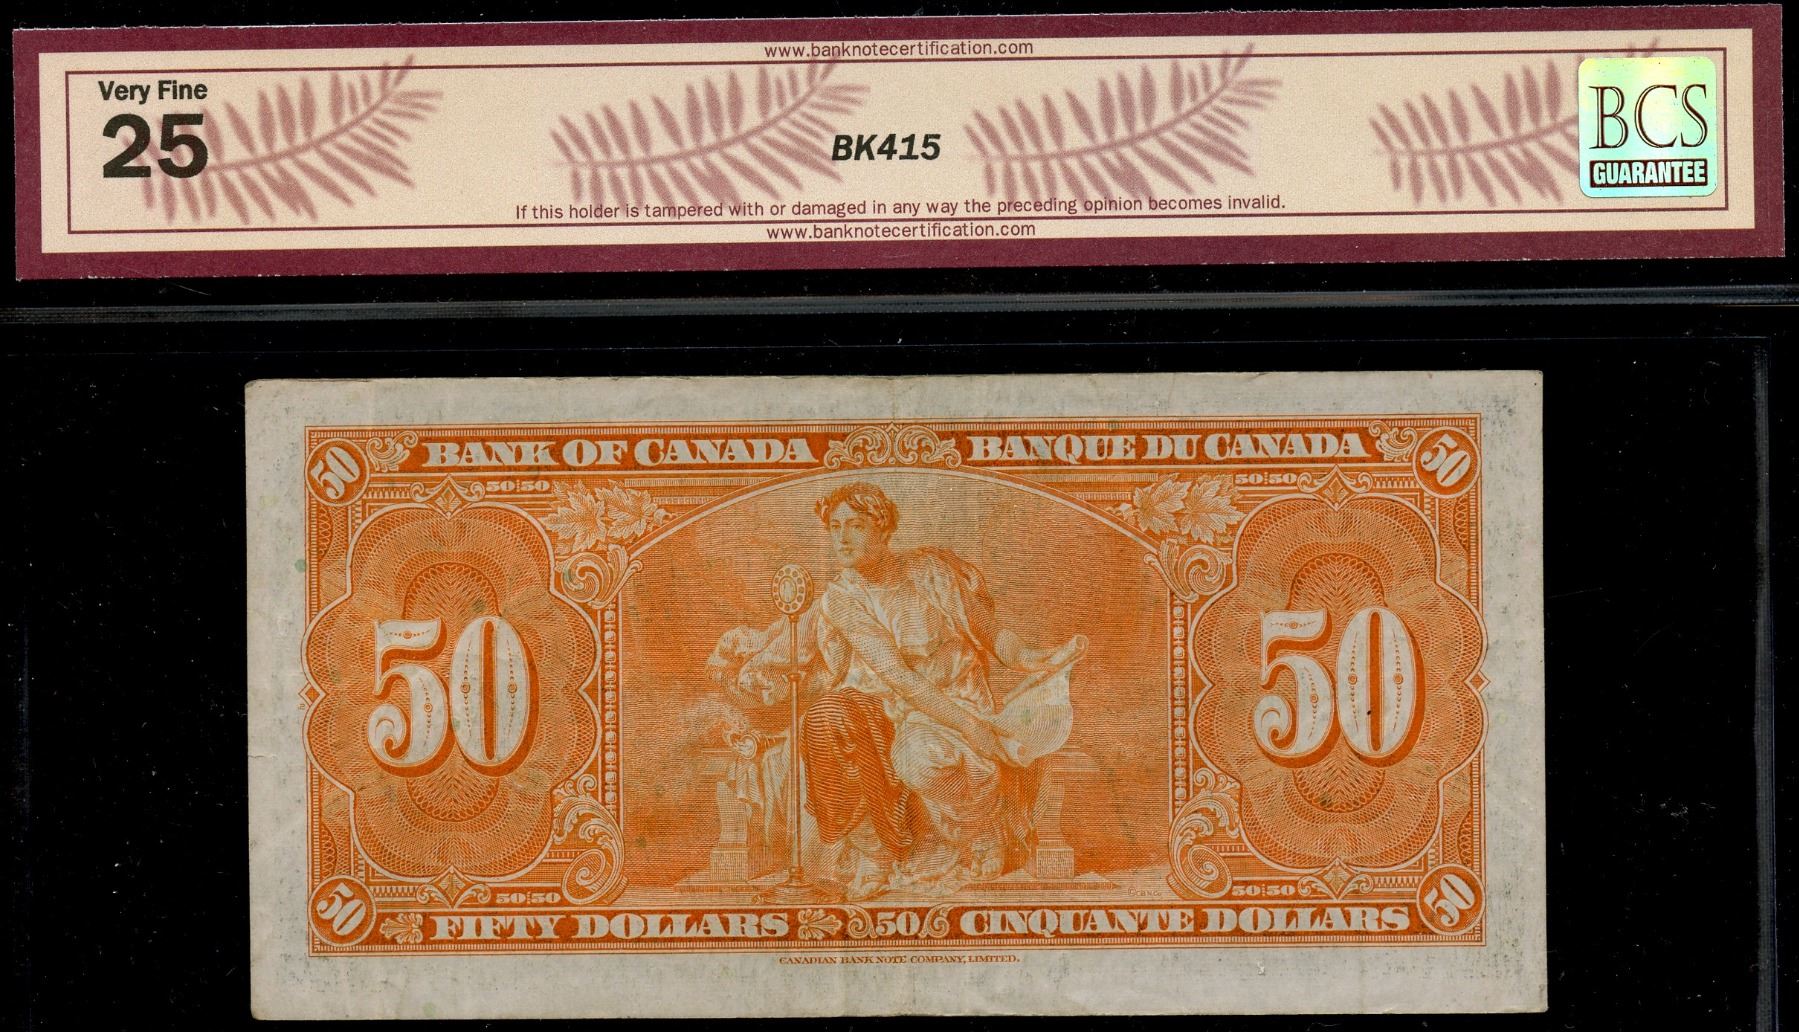 www.banknotecertification.com
Very Fine
25
BK415
BCS
GUARANTEE
If this holder is tampered with or damaged in any way the preceding opinion becomes invalid.
www.banknotecertification.com
50 BANK OF CANADA BANQUE DU CANADA 50
50 50 50 50
50 50
50 50 50 50
50 FIFTY DOLLARS 50 CINQUANTE DOLLARS 50
CANADIAN BANK NOTE COMPANY, LIMITED.